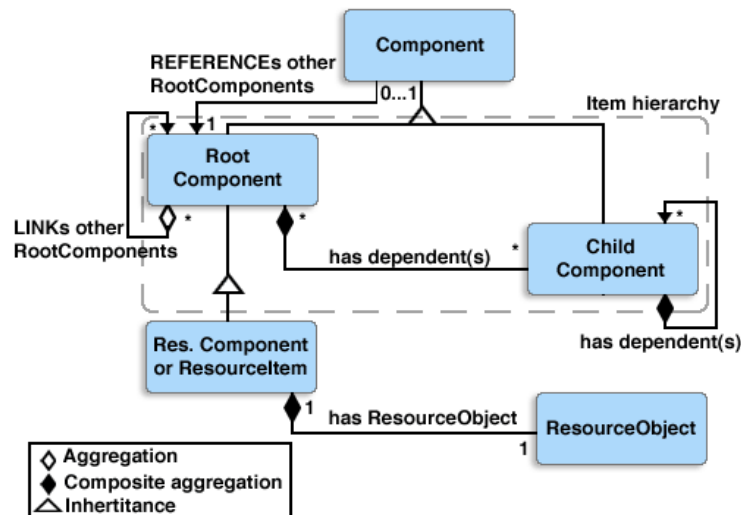 Component
REFERENCEs other
RootComponents
0...1
1
Item hierarchy
*
Root
Component
*
*
LINKs other
RootComponents
has dependent(s)
*
*
Child
Component
has dependent(s)
Res. Component
or ResourceItem
1
has ResourceObject
1
ResourceObject
Aggregation
Composite aggregation
Inhertitance